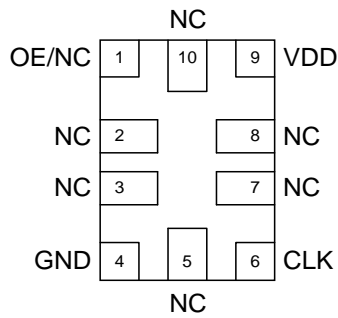 NC
OE/NC 1 10 9 VDD
NC 2 8 NC
NC 3 7 NC
GND 4 5 6 CLK
NC